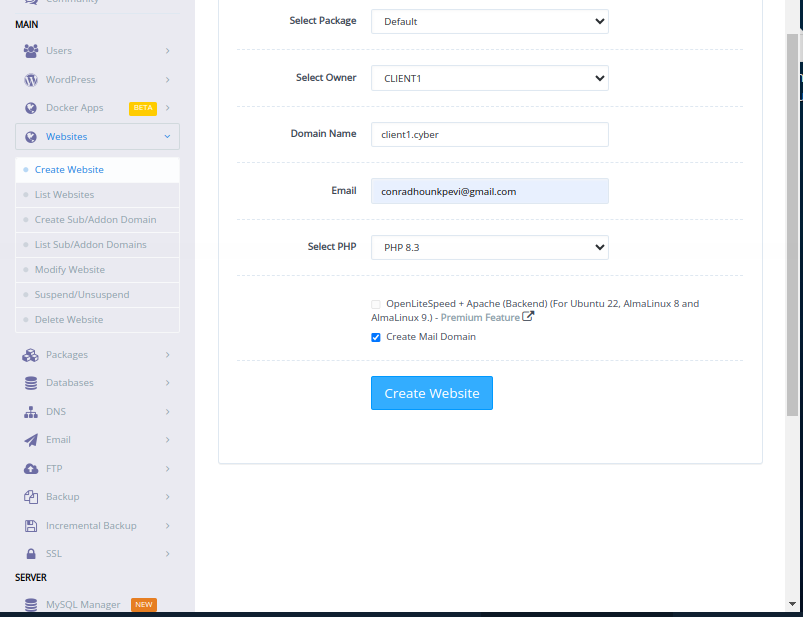 Community
MAIN
Users
WordPress
Docker Apps BETA
Websites
Create Website
List Websites
Create Sub/Addon Domain
List Sub/Addon Domains
Modify Website
Suspend/Unsuspend
Delete Website
Packages
Databases
DNS
Email
FTP
Backup
Incremental Backup
SSL
SERVER
MySQL Manager NEW
Select Package Default
Select Owner CLIENT1
Domain Name client1.cyber
Email conradhounkpevi@gmail.com
Select PHP PHP 8.3
OpenLiteSpeed + Apache (Backend) (For Ubuntu 22, AlmaLinux 8 and
AlmaLinux 9.) - Premium Feature
Create Mail Domain
Create Website